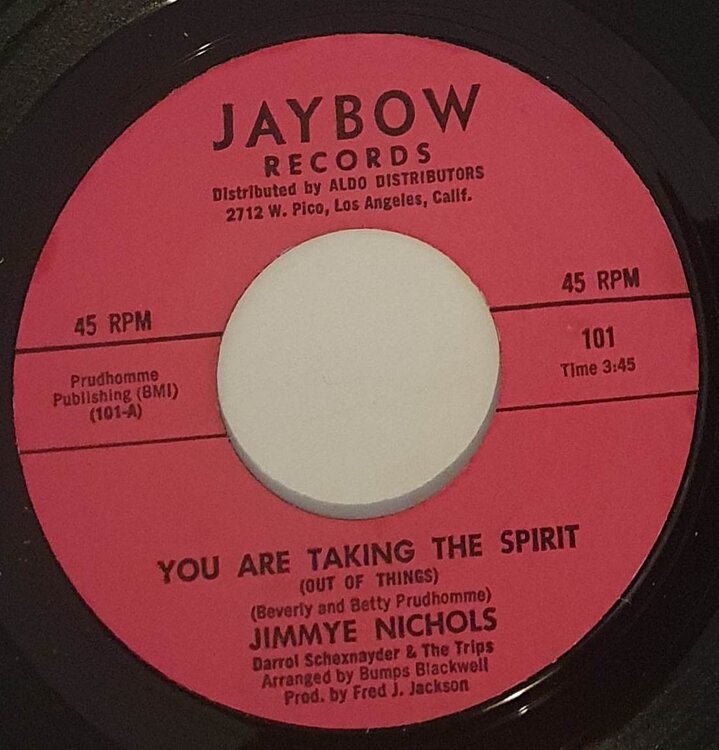 JAYBOW
RECORDS
Distributed by ALDO DISTRIBUTORS
2712 W. Pico, Los Angeles, Calif.
45 RPM
45 RPM
Prudhomme
Publishing (BMI)
(101-A)
101
Time 3:45
YOU ARE TAKING THE SPIRIT
(OUT OF THINGS)
(Beverly and Betty Prudhomme)
JIMMYE NICHOLS
Darrol Schexnayder & The Trips
Arranged by Bumps Blackwell
Prod. by Fred J. Jackson